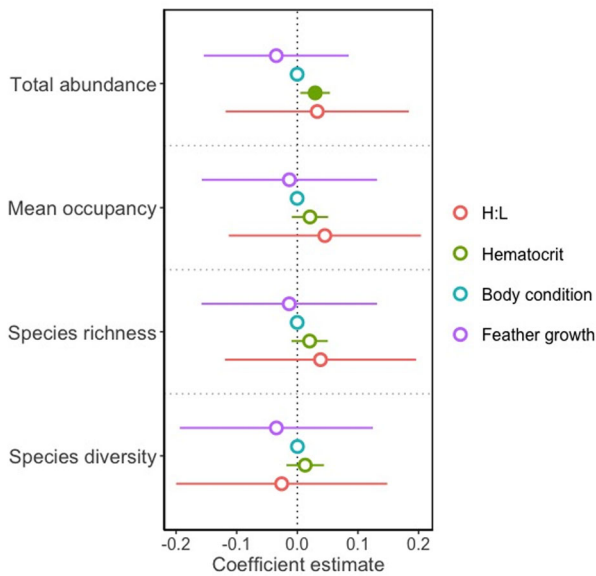 Total abundance
Mean occupancy
Species richness
Species diversity
H:L
Hematocrit
Body condition
Feather growth
-0.2 -0.1 0.0 0.1 0.2
Coefficient estimate